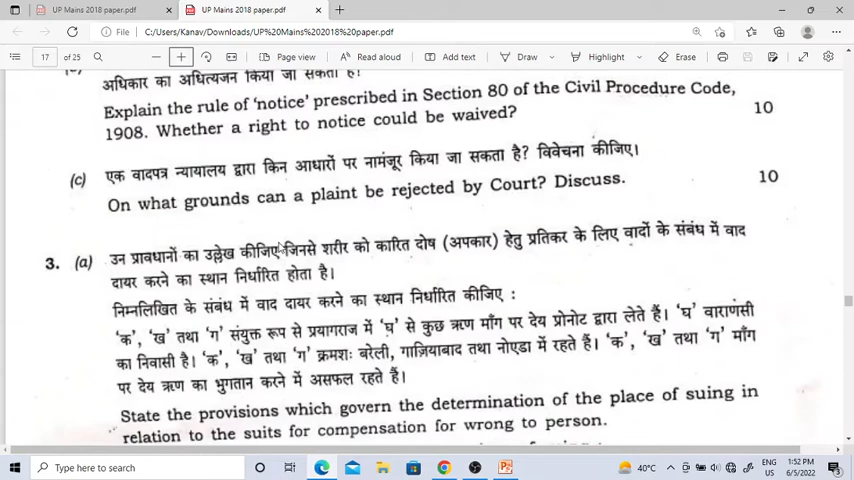 UP Mains 2018 paper.pdf
UP Mains 2018 paper.pdf
File
C:/Users/Kanav/Downloads/UP%20Mains%202018%20paper.pdf
17 of 25
Page view
Read aloud
Add text
Draw
Highlight
Erase
अधिकार का अधित्यजन किया जा सकता है?
Explain the rule of 'notice' prescribed in Section 80 of the Civil Procedure Code,
1908. Whether a right to notice could be waived? 10
(c) एक वादपत्र न्यायालय द्वारा किन आधारों पर नामंजूर किया जा सकता है? विवेचना कीजिए।
On what grounds can a plaint be rejected by Court? Discuss. 10
3. (a) उन प्रावधानों का उल्लेख कीजिए जिनसे शरीर को कारित दोष (अपकार) हेतु प्रतिकर के लिए वादों के संबंध में वाद
दायर करने का स्थान निर्धारित होता है।
निम्नलिखित के संबंध में वाद दायर करने का स्थान निर्धारित कीजिए :
'क', 'ख' तथा 'ग' संयुक्त रूप से प्रयागराज में 'घ' से कुछ ऋण माँग पर देय प्रोनोट द्वारा लेते हैं। 'घ' वाराणसी
का निवासी है। 'क', 'ख' तथा 'ग' क्रमशः बरेली, गाज़ियाबाद तथा नोएडा में रहते हैं। 'क', 'ख' तथा 'ग' माँग
पर देय ऋण का भुगतान करने में असफल रहते हैं।
State the provisions which govern the determination of the place of suing in
relation to the suits for compensation for wrong to person.
Type here to search
40°C
ENG
US
1:52 PM
6/5/2022